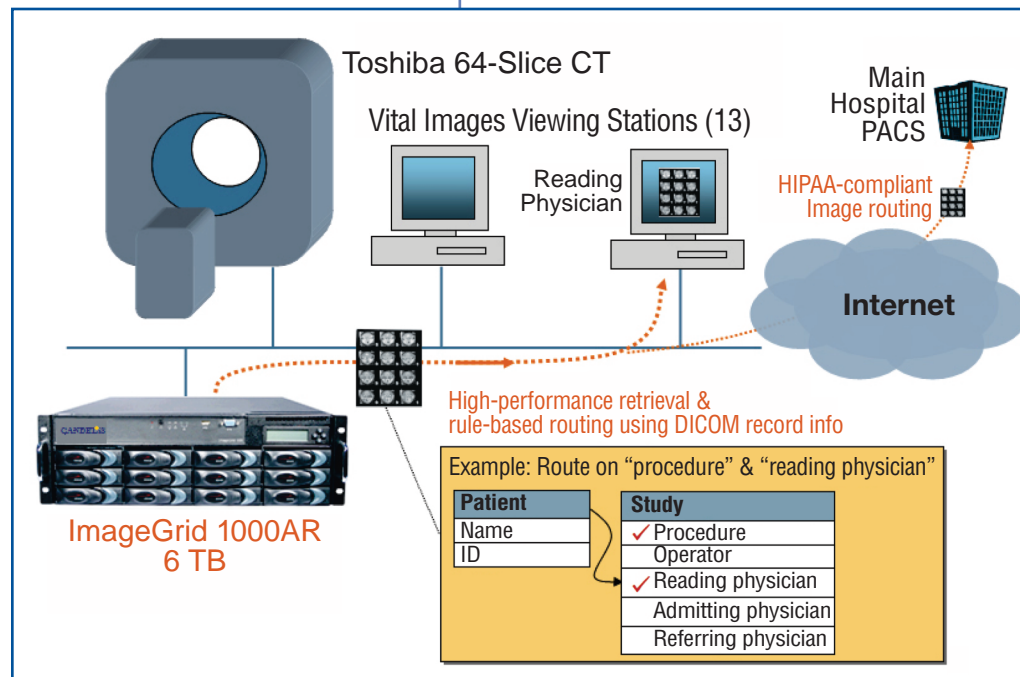 Toshiba 64-Slice CT
Vital Images Viewing Stations (13)
Reading
Physician
Main
Hospital
PACS
HIPAA-compliant
Image routing
Internet
CANDELIS
ImageGrid 1000AR
6 TB
High-performance retrieval &
rule-based routing using DICOM record info
Example: Route on “procedure” & “reading physician”
Patient
Name
ID
Study
✓ Procedure
Operator
✓ Reading physician
Admitting physician
Referring physician